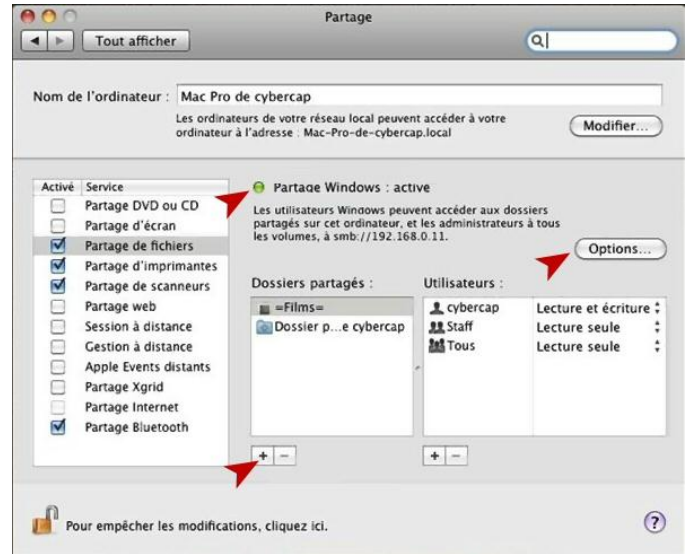 Partage
Tout afficher
Nom de l'ordinateur : Mac Pro de cybercap
Les ordinateurs de votre réseau local peuvent accéder à votre
ordinateur à l'adresse : Mac-Pro-de-cybercap.local
Modifier...
Activé Service
Partage DVD ou CD
Partage d'écran
Partage de fichiers
Partage d'imprimantes
Partage de scanneurs
Partage web
Session à distance
Gestion à distance
Apple Events distants
Partage Xgrid
Partage Internet
Partage Bluetooth
Partage Windows : active
Les utilisateurs Windows peuvent accéder aux dossiers
partagés sur cet ordinateur, et les administrateurs à tous
les volumes, à smb://192.168.0.11.
Options...
Dossiers partagés :
=Films=
Dossier p...e cybercap
+ −
Utilisateurs :
cybercap Lecture et écriture
Staff Lecture seule
Tous Lecture seule
+ −
Pour empêcher les modifications, cliquez ici.
?